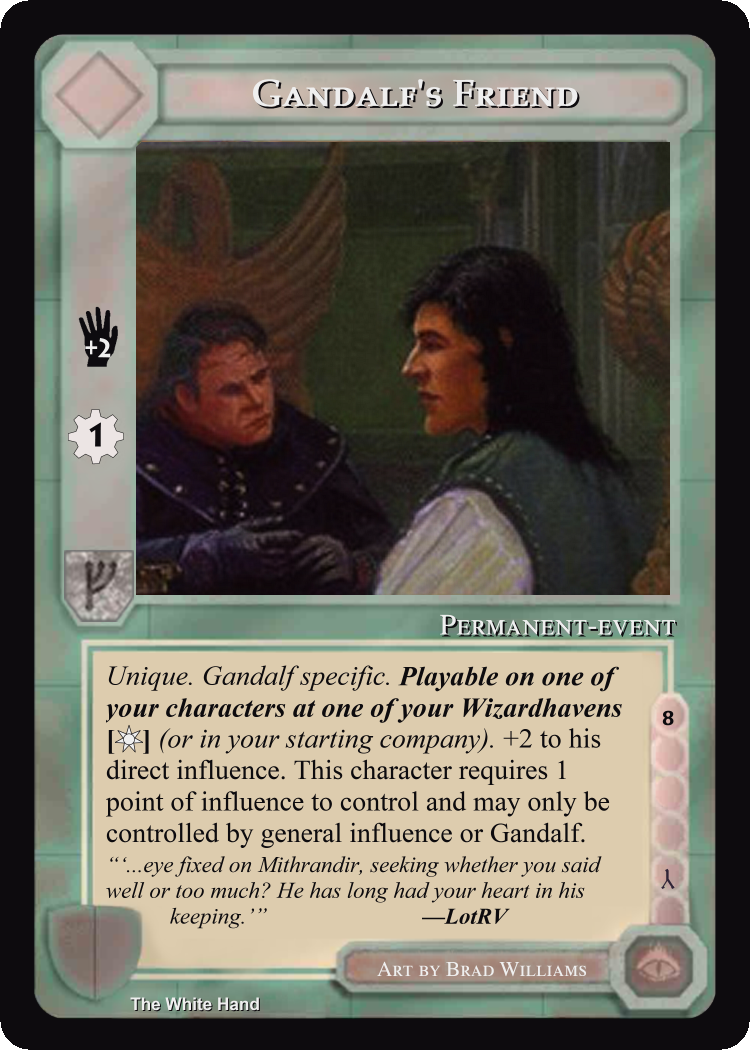 Gandalf's Friend
+2
1
Permanent-event
Unique. Gandalf specific. Playable on one of
your characters at one of your Wizardhavens
[] (or in your starting company). +2 to his
direct influence. This character requires 1
point of influence to control and may only be
controlled by general influence or Gandalf.
“‘...eye fixed on Mithrandir, seeking whether you said
well or too much? He has long had your heart in his
keeping.’” —LotRV
8
Art by Brad Williams
The White Hand